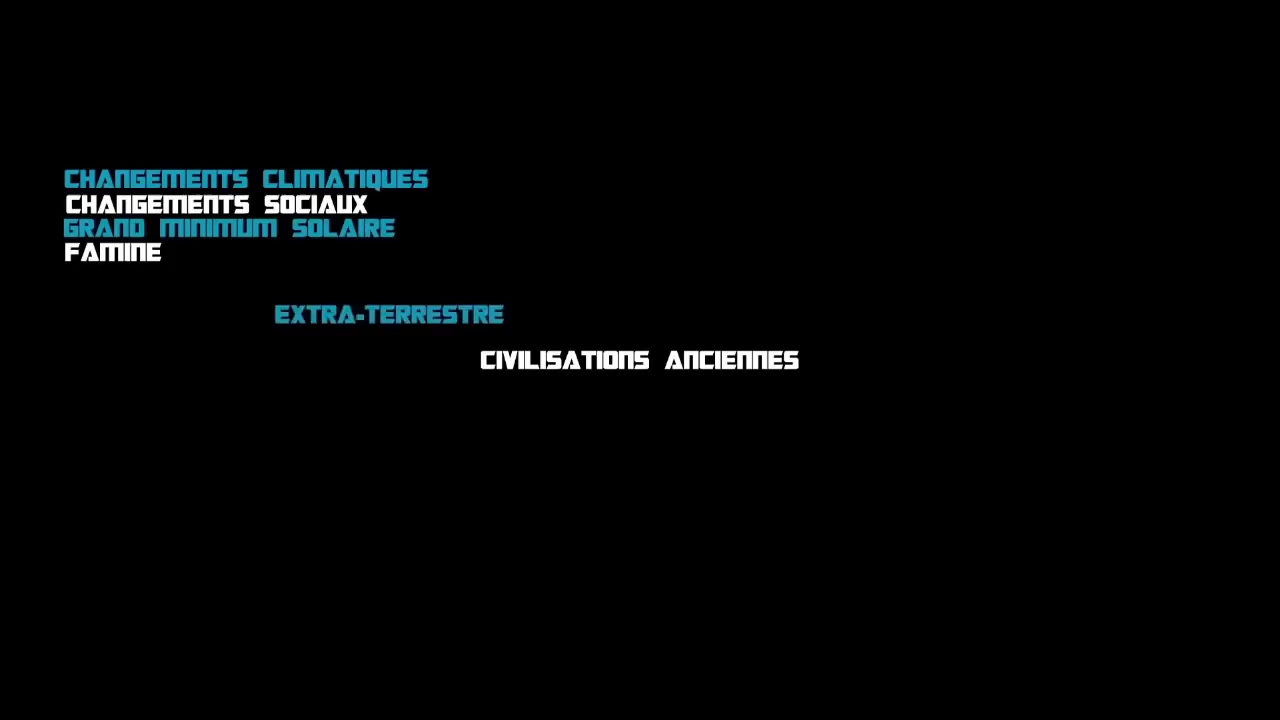 CHANGEMENTS CLIMATIQUES
CHANGEMENTS SOCIAUX
GRAND MINIMUM SOLAIRE
FAMINE
EXTRA-TERRESTRE
CIVILISATIONS ANCIENNES